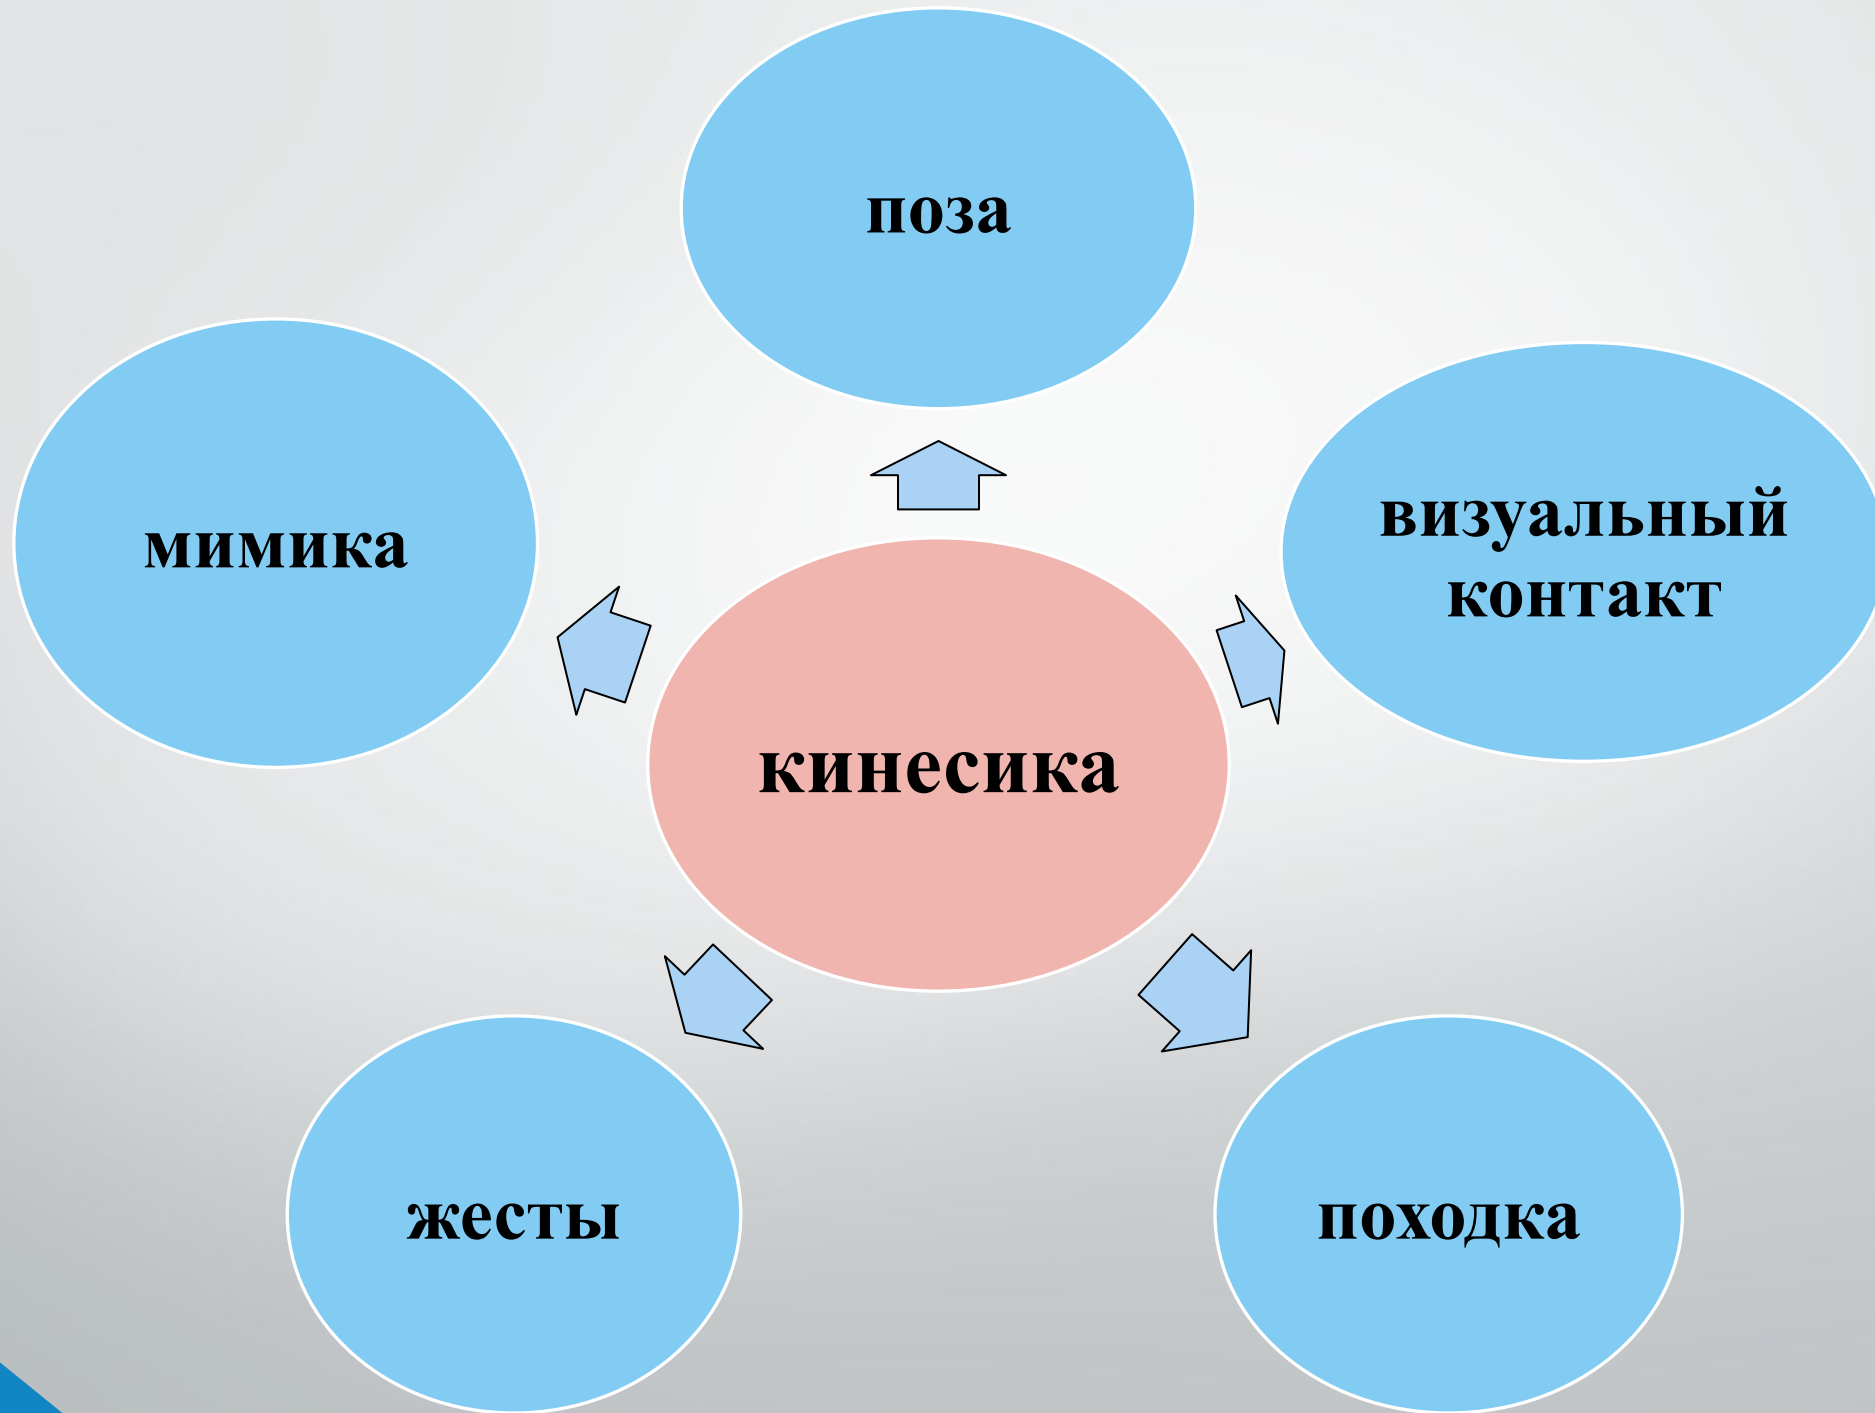 поза
мимика
визуальный
контакт
кинесика
жесты
походка